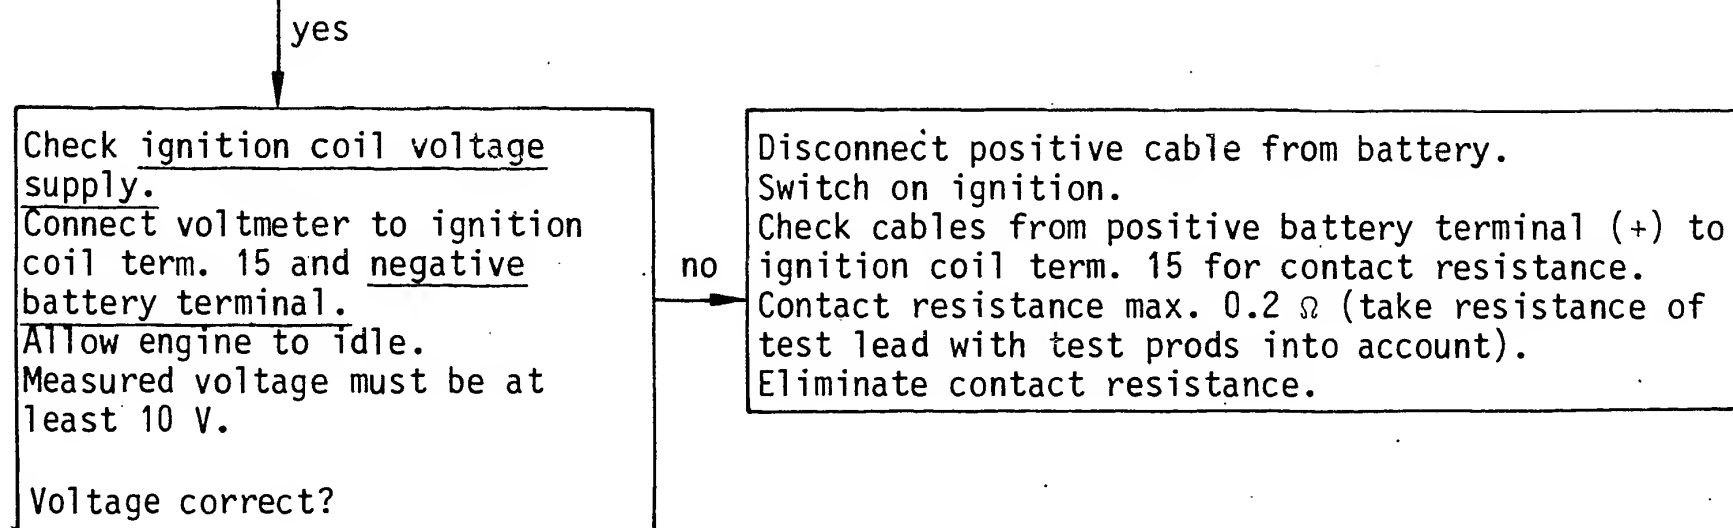 yes
Check ignition coil voltage
supply.
Connect voltmeter to ignition
coil term. 15 and negative
battery terminal.
Allow engine to idle.
Measured voltage must be at
least 10 V.
Voltage correct?
no
Disconnect positive cable from battery.
Switch on ignition.
Check cables from positive battery terminal (+) to
ignition coil term. 15 for contact resistance.
Contact resistance max. 0.2 Ω (take resistance of
test lead with test prods into account).
Eliminate contact resistance.